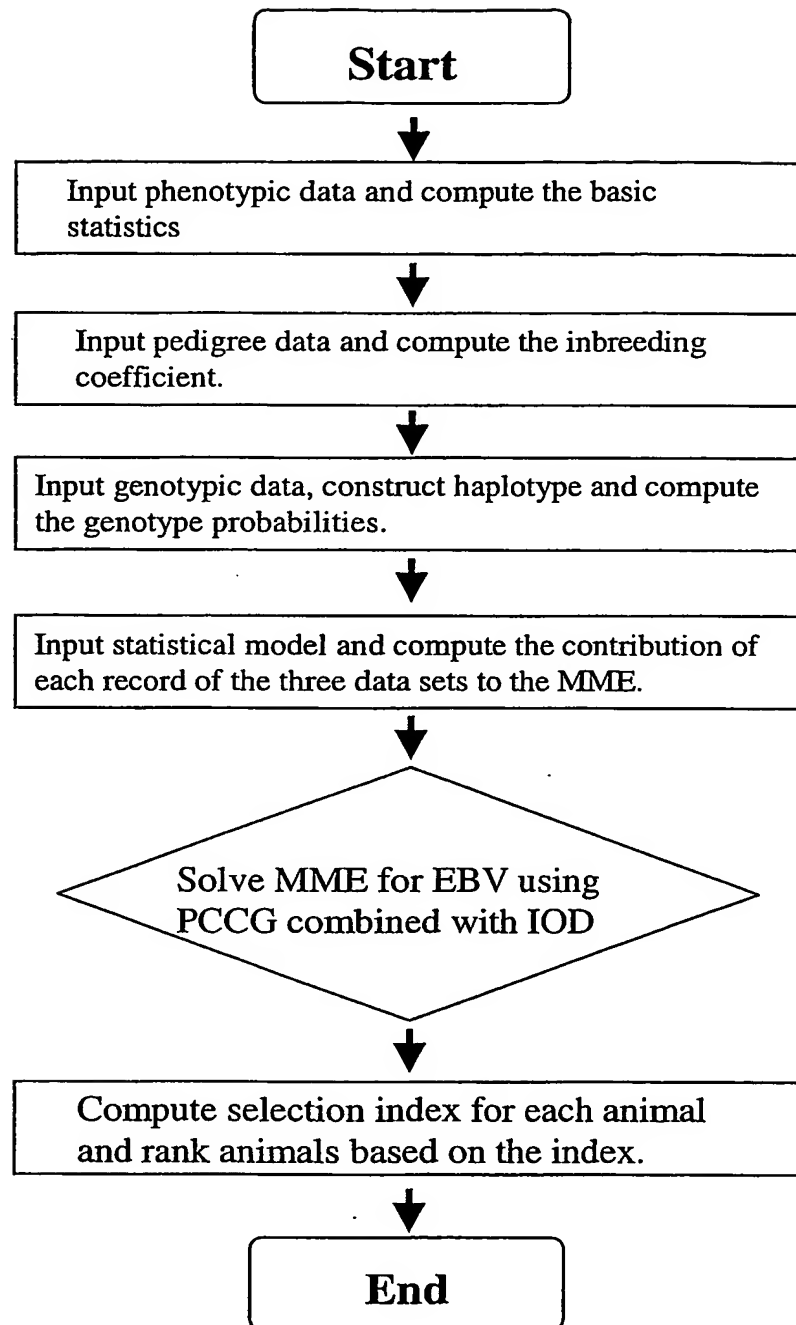 Start
Input phenotypic data and compute the basic
statistics
Input pedigree data and compute the inbreeding
coefficient.
Input genotypic data, construct haplotype and compute
the genotype probabilities.
Input statistical model and compute the contribution of
each record of the three data sets to the MME.
Solve MME for EBV using
PCCG combined with IOD
Compute selection index for each animal
and rank animals based on the index.
End